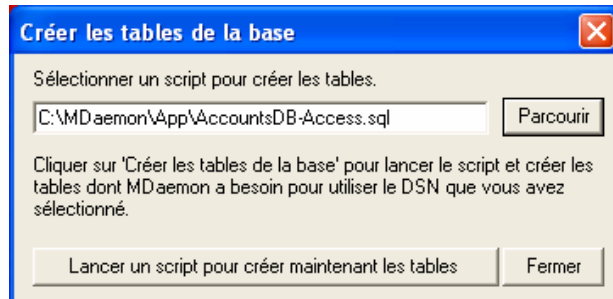 Créer les tables de la base
Sélectionner un script pour créer les tables.
C:\MDaemon\App\AccountsDB-Access.sql
Parcourir
Cliquer sur 'Créer les tables de la base' pour lancer le script et créer les
tables dont MDaemon a besoin pour utiliser le DSN que vous avez
sélectionné.
Lancer un script pour créer maintenant les tables
Fermer